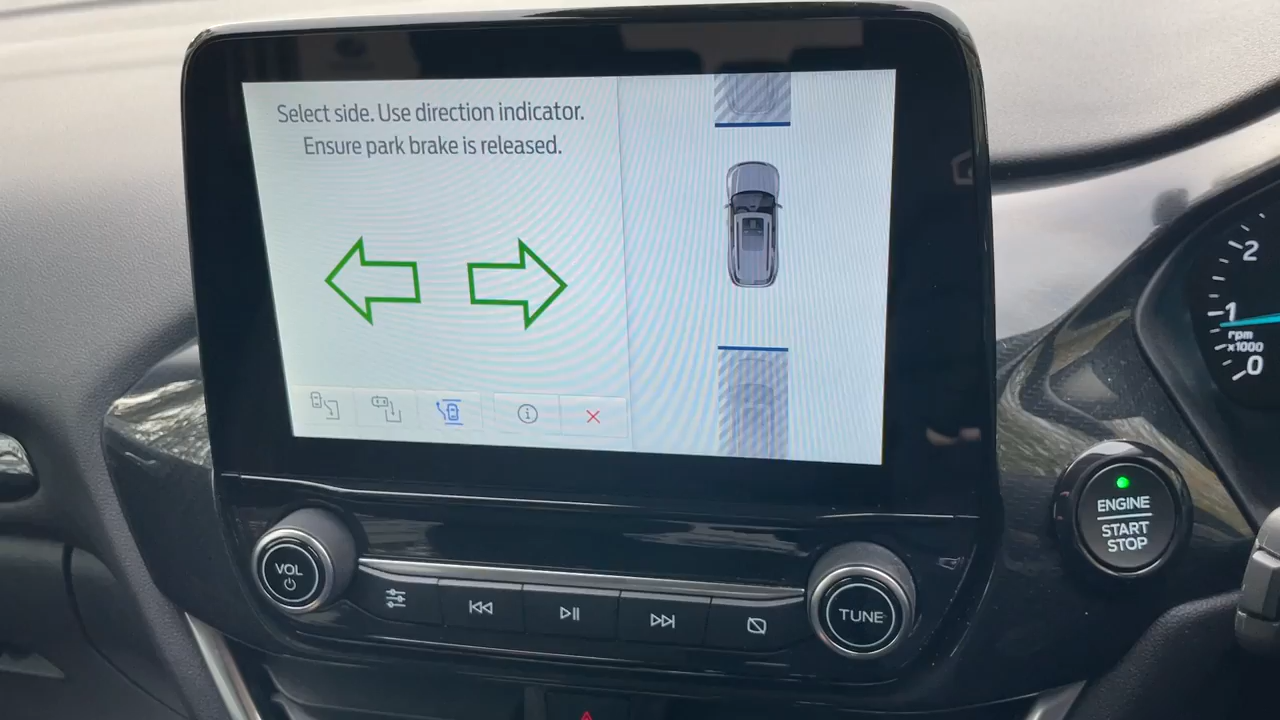 Select side. Use direction indicator.
Ensure park brake is released.
VOL
TUNE
ENGINE
START
STOP
2
1
rpm
x1000
0